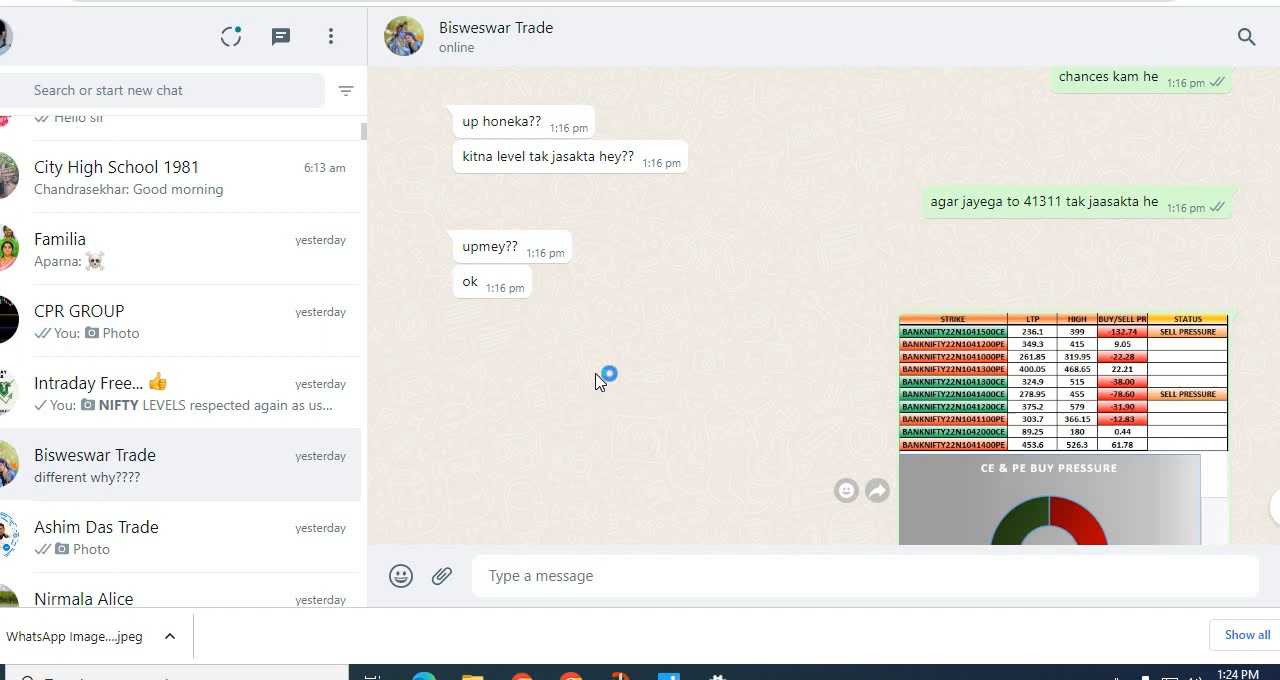 Search or start new chat
Hello sir
City High School 1981
6:13 am
Chandrasekhar: Good morning
Familia
yesterday
Aparna: ☠️
CPR GROUP
yesterday
You: Photo
Intraday Free... 👍
yesterday
You: NIFTY LEVELS respected again as us...
Bisweswar Trade
yesterday
different why????
Ashim Das Trade
yesterday
Photo
Nirmala Alice
yesterday
Bisweswar Trade
online
chances kam he 1:16 pm
up honeka?? 1:16 pm
kitna level tak jasakta hey?? 1:16 pm
agar jayega to 41311 tak jaasakta he 1:16 pm
upmey?? 1:16 pm
ok 1:16 pm
STRIKE LTP HIGH BUY/SELL PR STATUS
BANKNIFTY22N1041500CE 236.1 399 -132.74 SELL PRESSURE
BANKNIFTY22N1041200PE 349.3 415 9.05
BANKNIFTY22N1041000PE 261.85 319.95 -22.28
BANKNIFTY22N1041300PE 400.05 468.65 22.21
BANKNIFTY22N1041300CE 324.9 515 -38.00
BANKNIFTY22N1041400CE 278.95 455 -78.60 SELL PRESSURE
BANKNIFTY22N1041200CE 375.2 579 -31.90
BANKNIFTY22N1041100PE 303.7 366.15 -12.83
BANKNIFTY22N1042000CE 89.25 180 0.44
BANKNIFTY22N1041400PE 453.6 526.3 61.78
CE & PE BUY PRESSURE
Type a message
WhatsApp Image....jpeg
Show all
1:24 PM